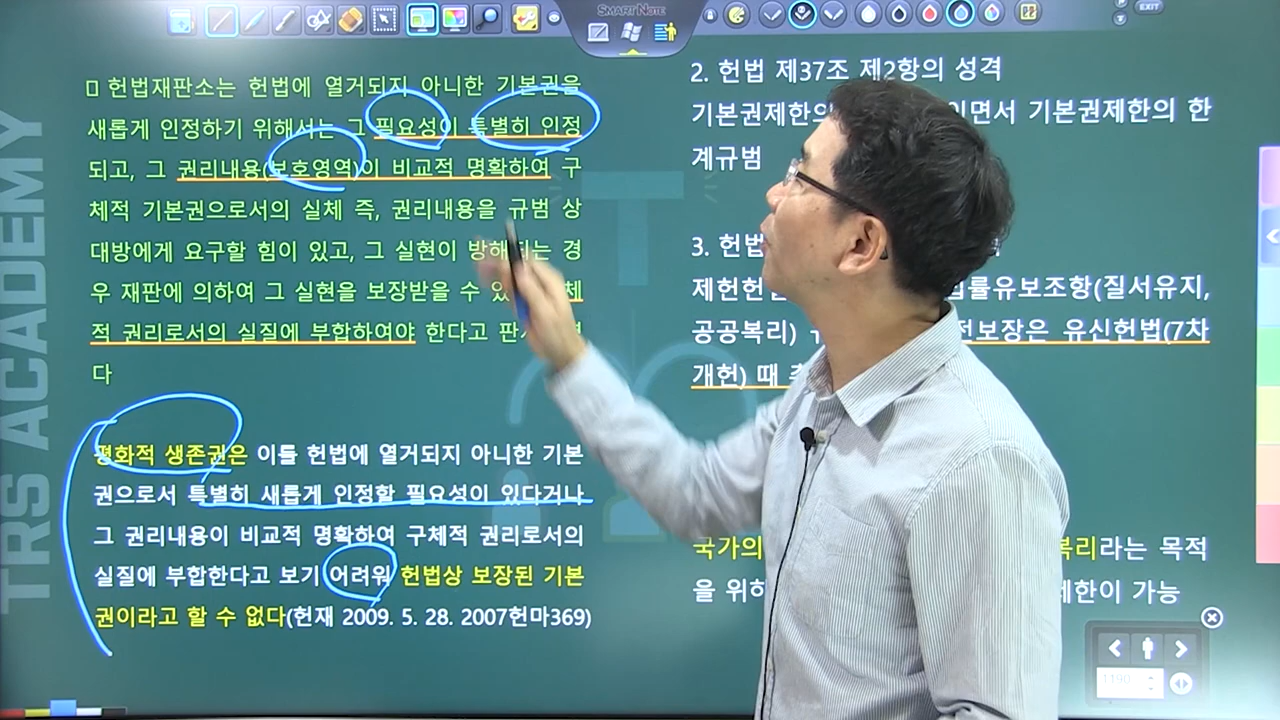 SMART NOTE
EXIT
□ 헌법재판소는 헌법에 열거되지 아니한 기본권을
새롭게 인정하기 위해서는 그 필요성이 특별히 인정
되고, 그 권리내용(보호영역)이 비교적 명확하여 구
체적 기본권으로서의 실체 즉, 권리내용을 규범 상
대방에게 요구할 힘이 있고, 그 실현이 방해되는 경
우 재판에 의하여 그 실현을 보장받을 수
적 권리로서의 실질에 부합하여야 한다고
다
평화적 생존권은 이를 헌법에 열거되지 아니한 기본
권으로서 특별히 새롭게 인정할 필요성이 있다거나
그 권리내용이 비교적 명확하여 구체적 권리로서의
실질에 부합한다고 보기 어려워 헌법상 보장된 기본
권이라고 할 수 없다(헌재 2009. 5. 28. 2007헌마369)
2. 헌법 제37조 제2항의 성격
기본권제한의 이면서 기본권제한의 한
계규범
3. 헌법
제헌헌법 법률유보조항(질서유지,
공공복리) 전보장은 유신헌법(7차
개헌) 때
국가의 복리라는 목적
을 위하 제한이 가능
1190
TRS ACADEMY